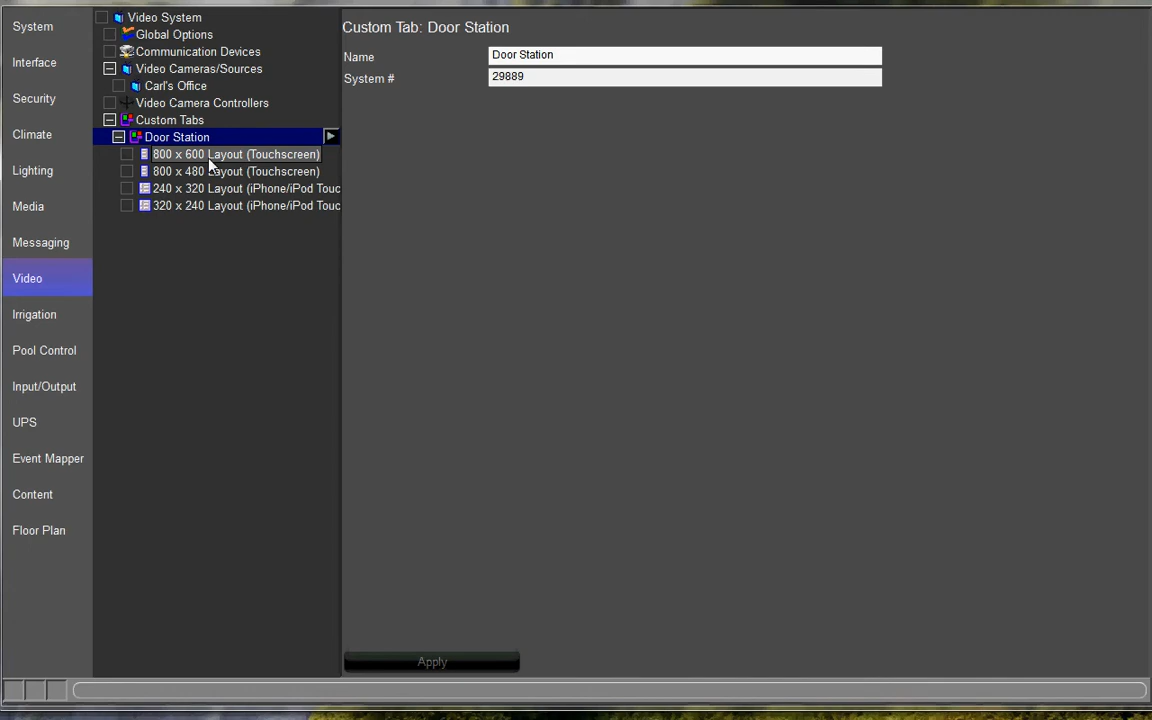 System
Interface
Security
Climate
Lighting
Media
Messaging
Video
Irrigation
Pool Control
Input/Output
UPS
Event Mapper
Content
Floor Plan
Video System
Global Options
Communication Devices
Video Cameras/Sources
Carl's Office
Video Camera Controllers
Custom Tabs
Door Station
800 x 600 Layout (Touchscreen)
800 x 480 Layout (Touchscreen)
240 x 320 Layout (iPhone/iPod Touc
320 x 240 Layout (iPhone/iPod Touc
Custom Tab: Door Station
Name Door Station
System # 29889
Apply